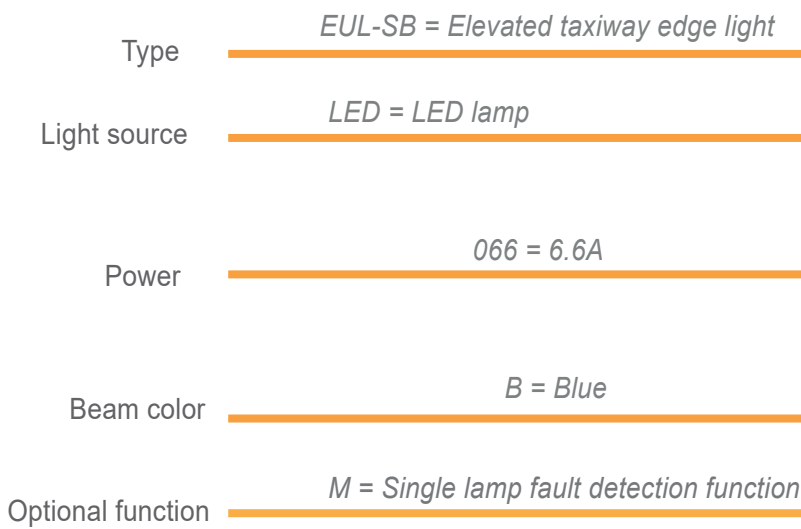 EUL-SB = Elevated taxiway edge light
Type
LED = LED lamp
Light source
066 = 6.6A
Power
B = Blue
Beam color
M = Single lamp fault detection function
Optional function